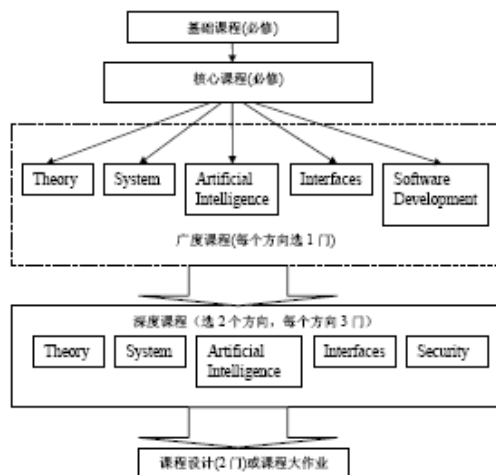 基础课程(必修)
核心课程(必修)
Theory
System
Artificial
Intelligence
Interfaces
Software
Development
广度课程(每个方向选1门)
深度课程（选2个方向，每个方向3门）
Theory
System
Artificial
Intelligence
Interfaces
Security
课程设计(2门)或课程大作业